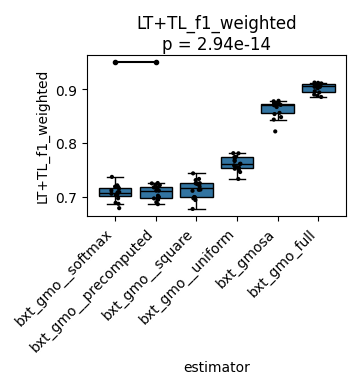 LT+TL_f1_weighted
p = 2.94e-14
LT+TL_f1_weighted
0.9
0.8
0.7
bxt_gmo__softmax
bxt_gmo__precomputed
bxt_gmo__square
bxt_gmo__uniform
bxt_gmosa
bxt_gmo_full
estimator